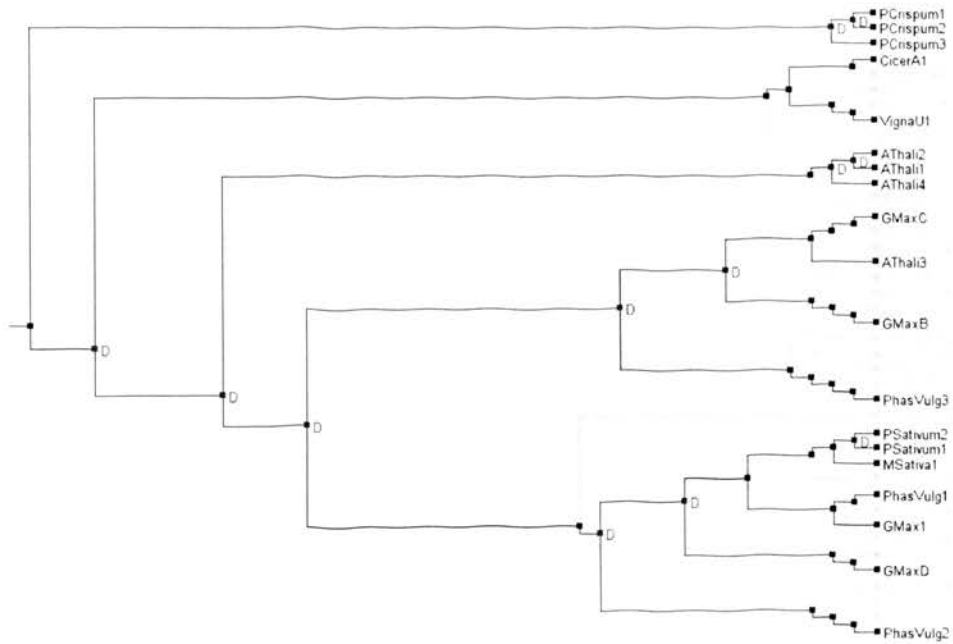 PCrispum1
D
D
PCrispum2
PCrispum3
CicerA1
VignaU1
AThali2
D
D
AThali1
AThali4
GMaxC
AThali3
D
D
GMaxB
D
D
D
PhasVulg3
PSativum2
D
PSativum1
MSativa1
PhasVulg1
D
GMax1
D
GMaxD
PhasVulg2